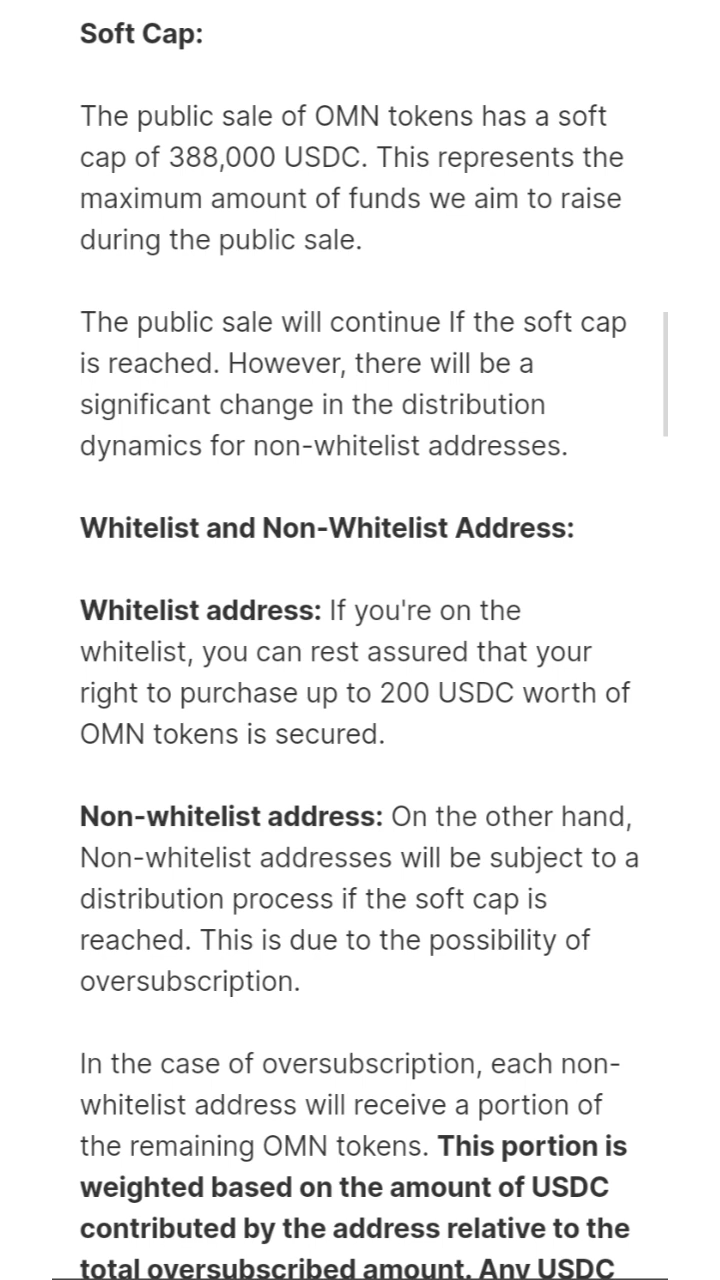 Soft Cap:
The public sale of OMN tokens has a soft
cap of 388,000 USDC. This represents the
maximum amount of funds we aim to raise
during the public sale.
The public sale will continue If the soft cap
is reached. However, there will be a
significant change in the distribution
dynamics for non-whitelist addresses.
Whitelist and Non-Whitelist Address:
Whitelist address: If you're on the
whitelist, you can rest assured that your
right to purchase up to 200 USDC worth of
OMN tokens is secured.
Non-whitelist address: On the other hand,
Non-whitelist addresses will be subject to a
distribution process if the soft cap is
reached. This is due to the possibility of
oversubscription.
In the case of oversubscription, each non-
whitelist address will receive a portion of
the remaining OMN tokens. This portion is
weighted based on the amount of USDC
contributed by the address relative to the
total oversubscribed amount. Any USDC